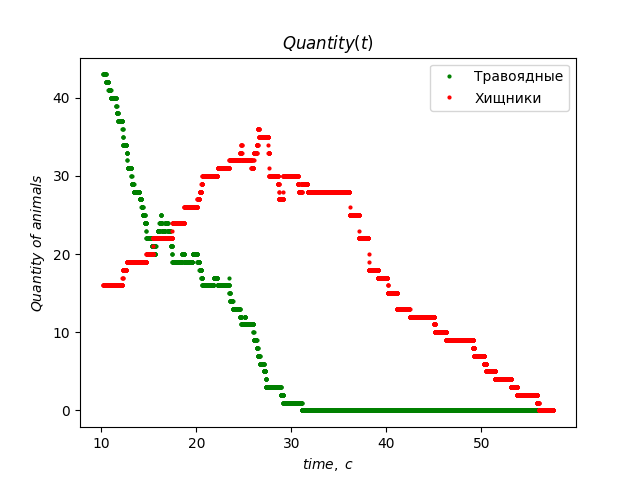 Quantity(t)
Травоядные
Хищники
Quantity of animals
40
30
20
10
0
10 20 30 40 50
time, c